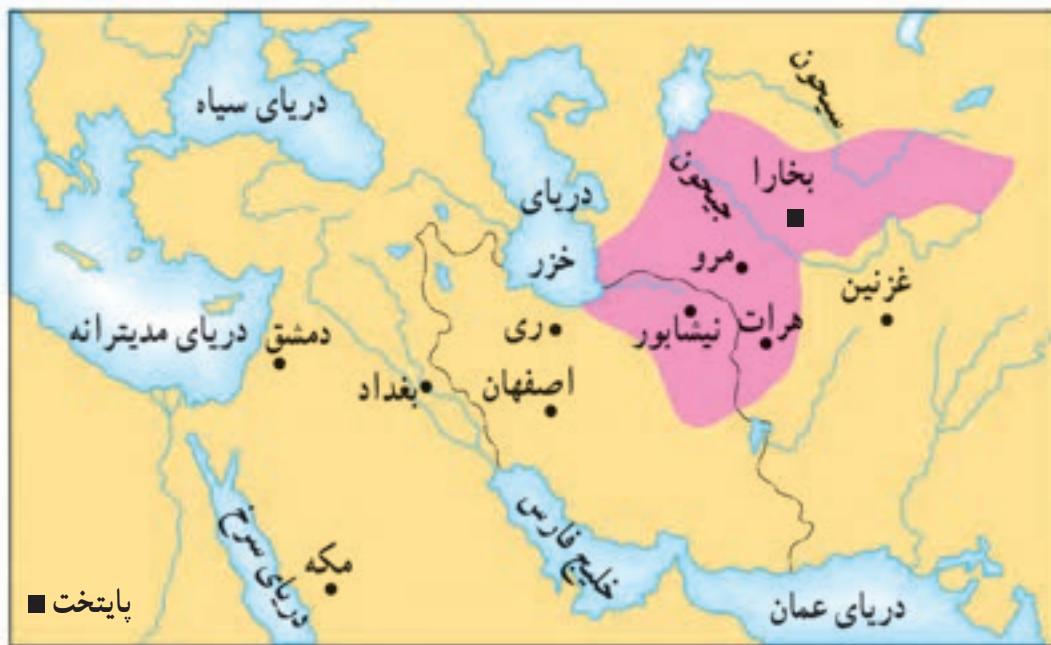 دریای سیاه
سیحون
بخارا
دریای
خزر
جیحون
مرو
غزنین
دریای مدیترانه
دمشق
ری
نیشابور
هرات
بغداد
اصفهان
خلیج فارس
دریای سرخ
مکه
دریای عمان
پایتخت